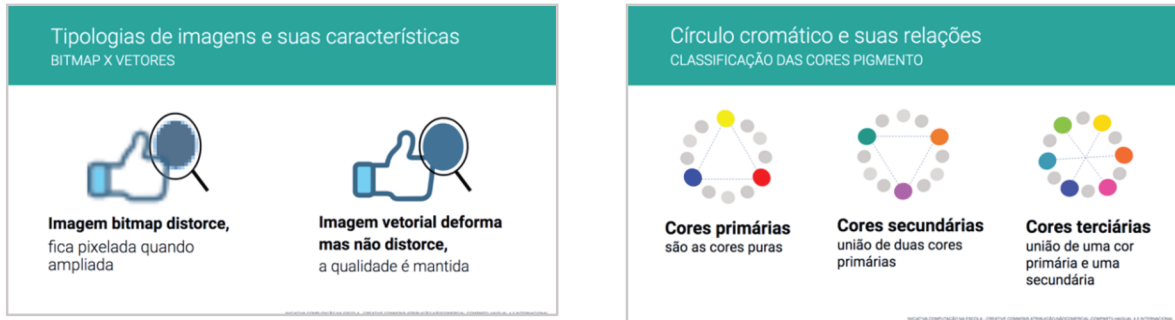 Tipologias de imagens e suas características
BITMAP X VETORES
Imagem bitmap distorce,
fica pixelada quando
ampliada
Imagem vetorial deforma
mas não distorce,
a qualidade é mantida
Círculo cromático e suas relações
CLASSIFICAÇÃO DAS CORES PIGMENTO
Cores primárias
são as cores puras
Cores secundárias
união de duas cores
primárias
Cores terciárias
união de uma cor
primária e uma
secundária